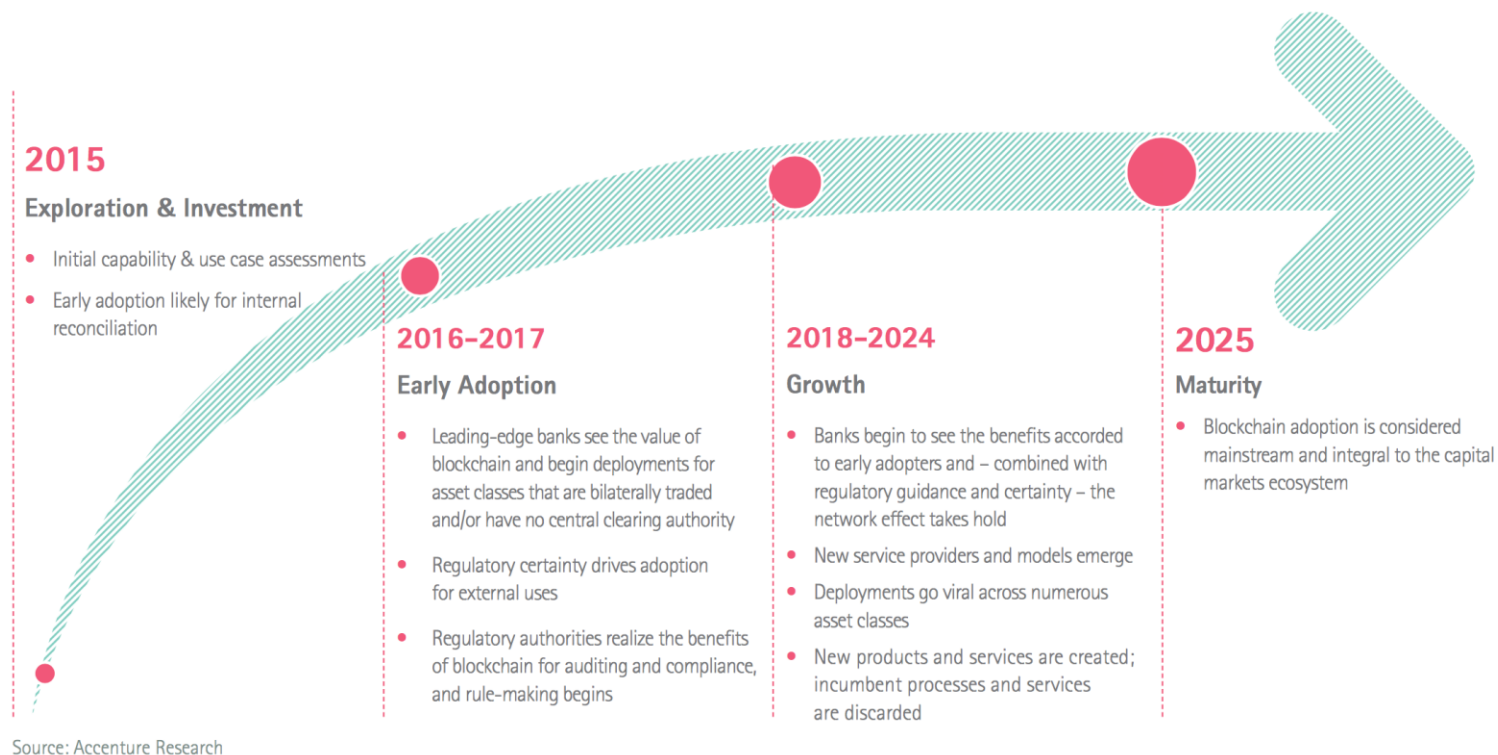 2015
Exploration & Investment
• Initial capability & use case assessments
• Early adoption likely for internal
reconciliation
2016–2017
Early Adoption
• Leading-edge banks see the value of
blockchain and begin deployments for
asset classes that are bilaterally traded
and/or have no central clearing authority
• Regulatory certainty drives adoption
for external uses
• Regulatory authorities realize the benefits
of blockchain for auditing and compliance,
and rule-making begins
2018–2024
Growth
• Banks begin to see the benefits accorded
to early adopters and – combined with
regulatory guidance and certainty – the
network effect takes hold
• New service providers and models emerge
• Deployments go viral across numerous
asset classes
• New products and services are created;
incumbent processes and services
are discarded
2025
Maturity
• Blockchain adoption is considered
mainstream and integral to the capital
markets ecosystem
Source: Accenture Research